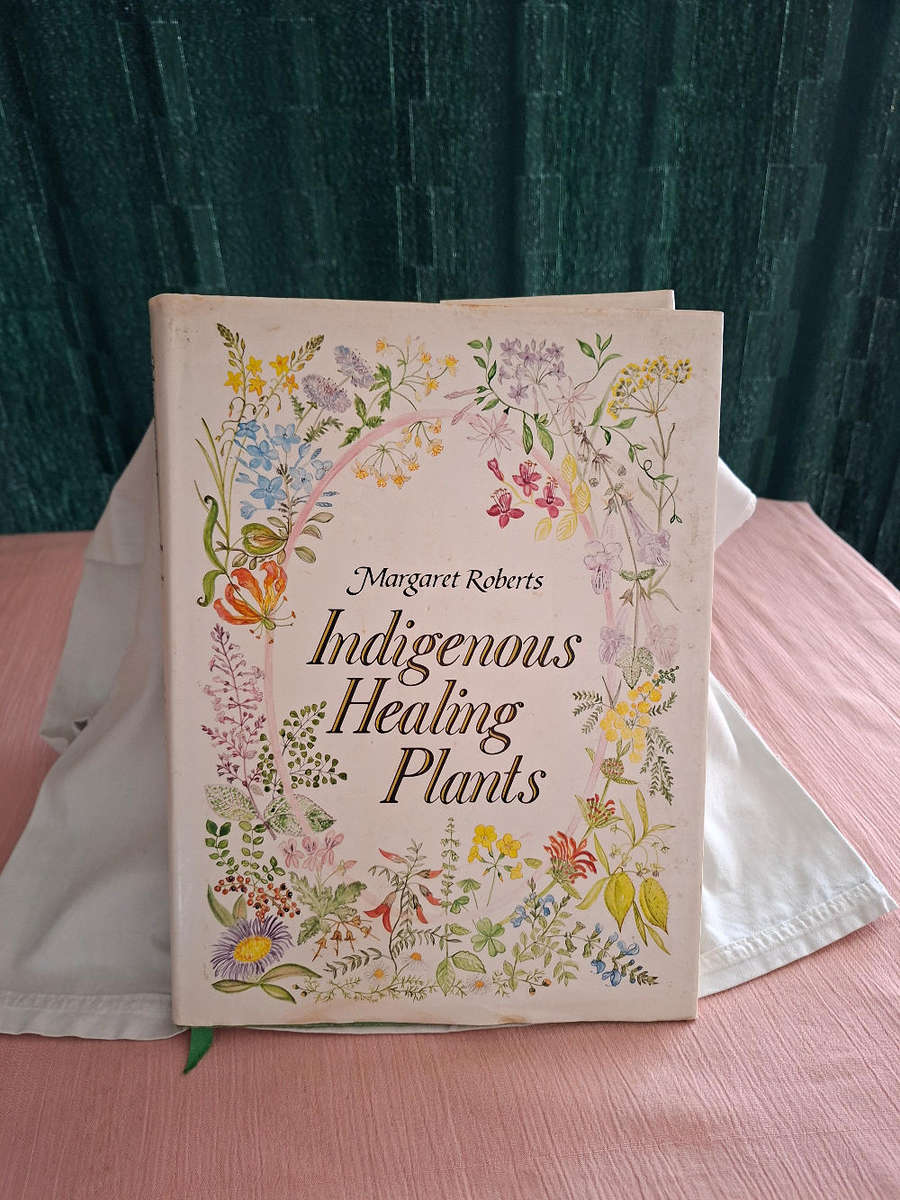 Margaret Roberts
Indigenous
Healing
Plants